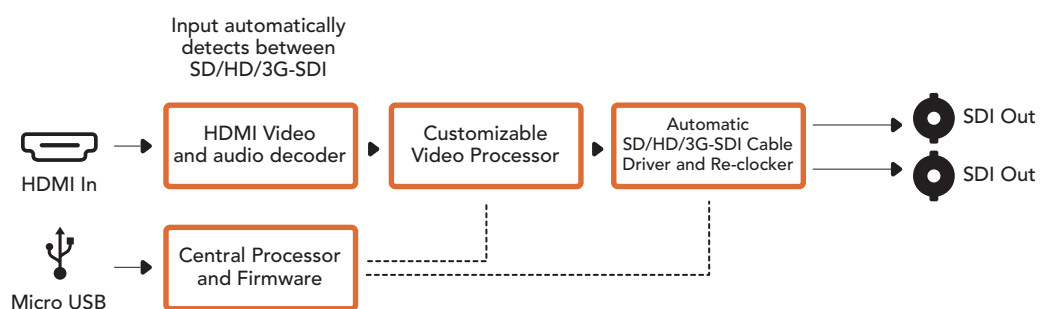 Input automatically
detects between
SD/HD/3G-SDI
HDMI In
HDMI Video
and audio decoder
Customizable
Video Processor
Automatic
SD/HD/3G-SDI Cable
Driver and Re-clocker
SDI Out
SDI Out
Micro USB
Central Processor
and Firmware